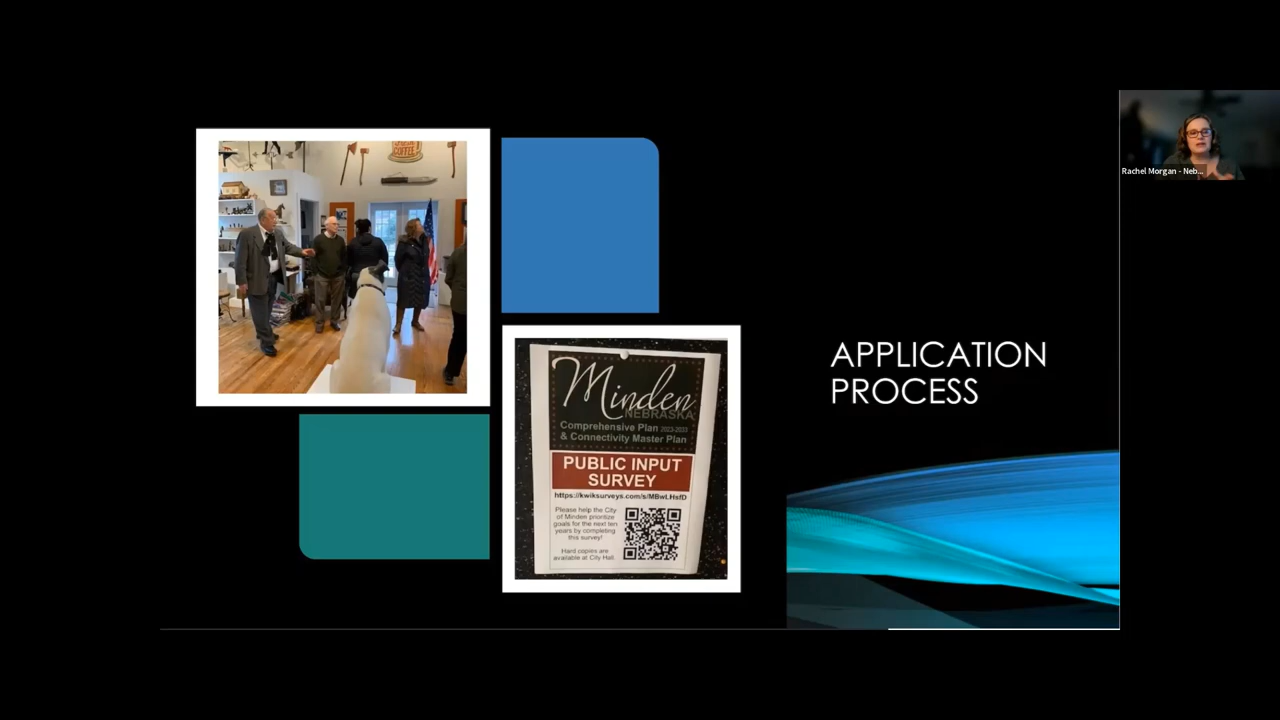 COFFEE
Minden
NEBRASKA
Comprehensive Plan 2023-2033
& Connectivity Master Plan
PUBLIC INPUT
SURVEY
https://kwiksurveys.com/s/MBwLHsfD
Please help the City
of Minden prioritize
goals for the next ten
years by completing
this survey!
Hard copies are
available at City Hall.
APPLICATION
PROCESS
Rachel Morgan - Neb...